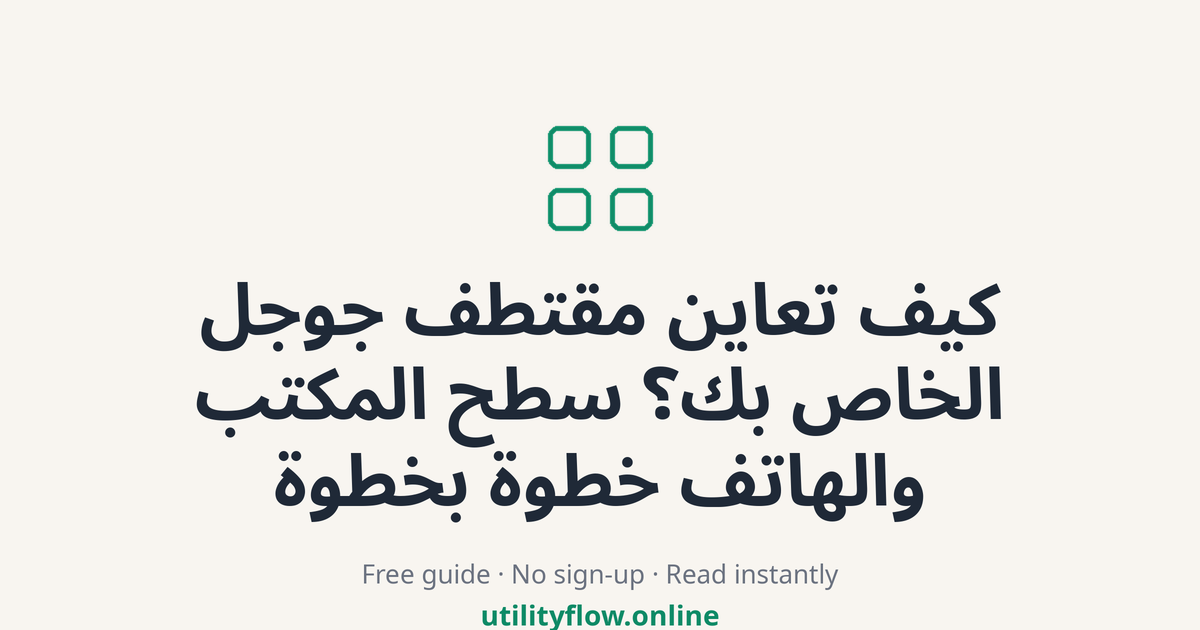 كيف تعاين مقتطف جوجل
الخاص بك؟ سطح المكتب
والهاتف خطوة بخطوة
Free guide · No sign-up · Read instantly
utilityflow.online